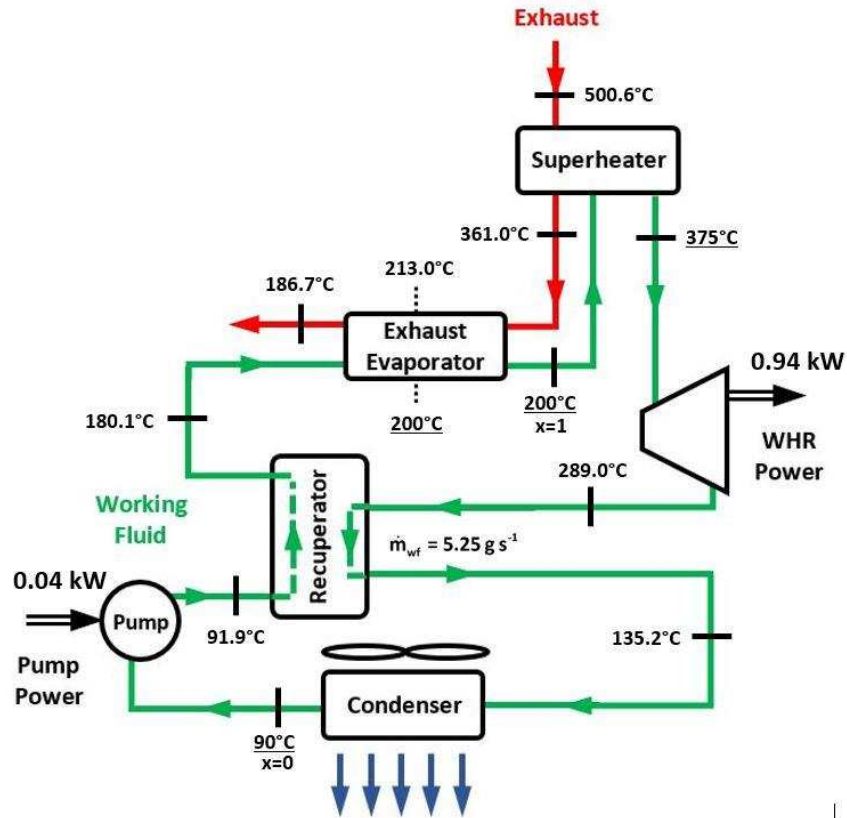 Exhaust
500.6°C
Superheater
361.0°C
375°C
213.0°C
186.7°C
Exhaust
Evaporator
200°C
x=1
0.94 kW
200°C
180.1°C
WHR
Power
289.0°C
Working
Fluid
Recuperator
ṁwf = 5.25 g s⁻¹
0.04 kW
Pump
91.9°C
135.2°C
Pump
Power
Condenser
90°C
x=0